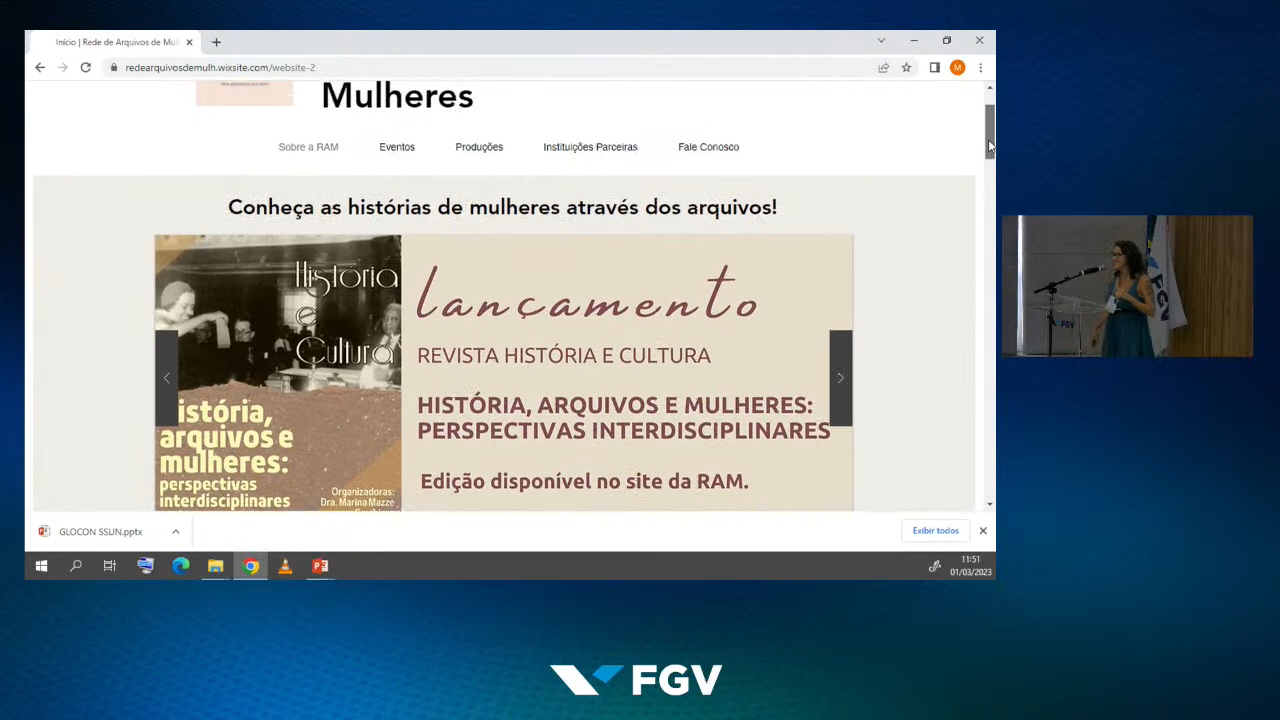 Início | Rede de Arquivos de Mul
redearquivosdemulh.wixsite.com/website-2
M
Mulheres
Sobre a RAM
Eventos
Produções
Instituições Parceiras
Fale Conosco
Conheça as histórias de mulheres através dos arquivos!
História
e
Cultura
História,
arquivos e
mulheres:
perspectivas
interdisciplinares
Organizadoras:
Dra. Marina Mazze
lançamento
REVISTA HISTÓRIA E CULTURA
HISTÓRIA, ARQUIVOS E MULHERES:
PERSPECTIVAS INTERDISCIPLINARES
Edição disponível no site da RAM.
GLOCON SSUN.pptx
Exibir todos
11:51
01/03/2023
FGV
FGV
FGV